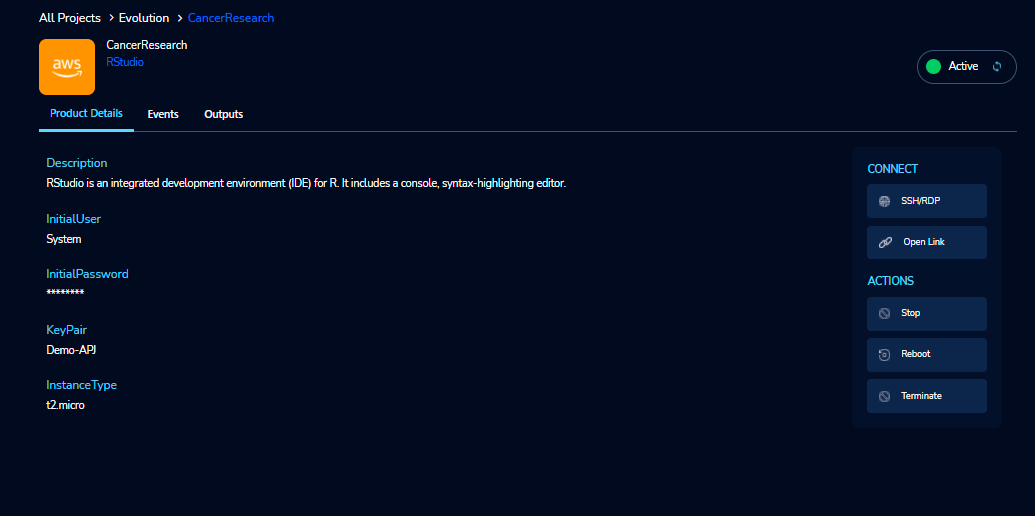 All Projects > Evolution > CancerResearch
aws
CancerResearch
RStudio
Active
Product Details
Events
Outputs
Description
RStudio is an integrated development environment (IDE) for R. It includes a console, syntax-highlighting editor.
InitialUser
System
InitialPassword
********
KeyPair
Demo-APJ
InstanceType
t2.micro
CONNECT
SSH/RDP
Open Link
ACTIONS
Stop
Reboot
Terminate